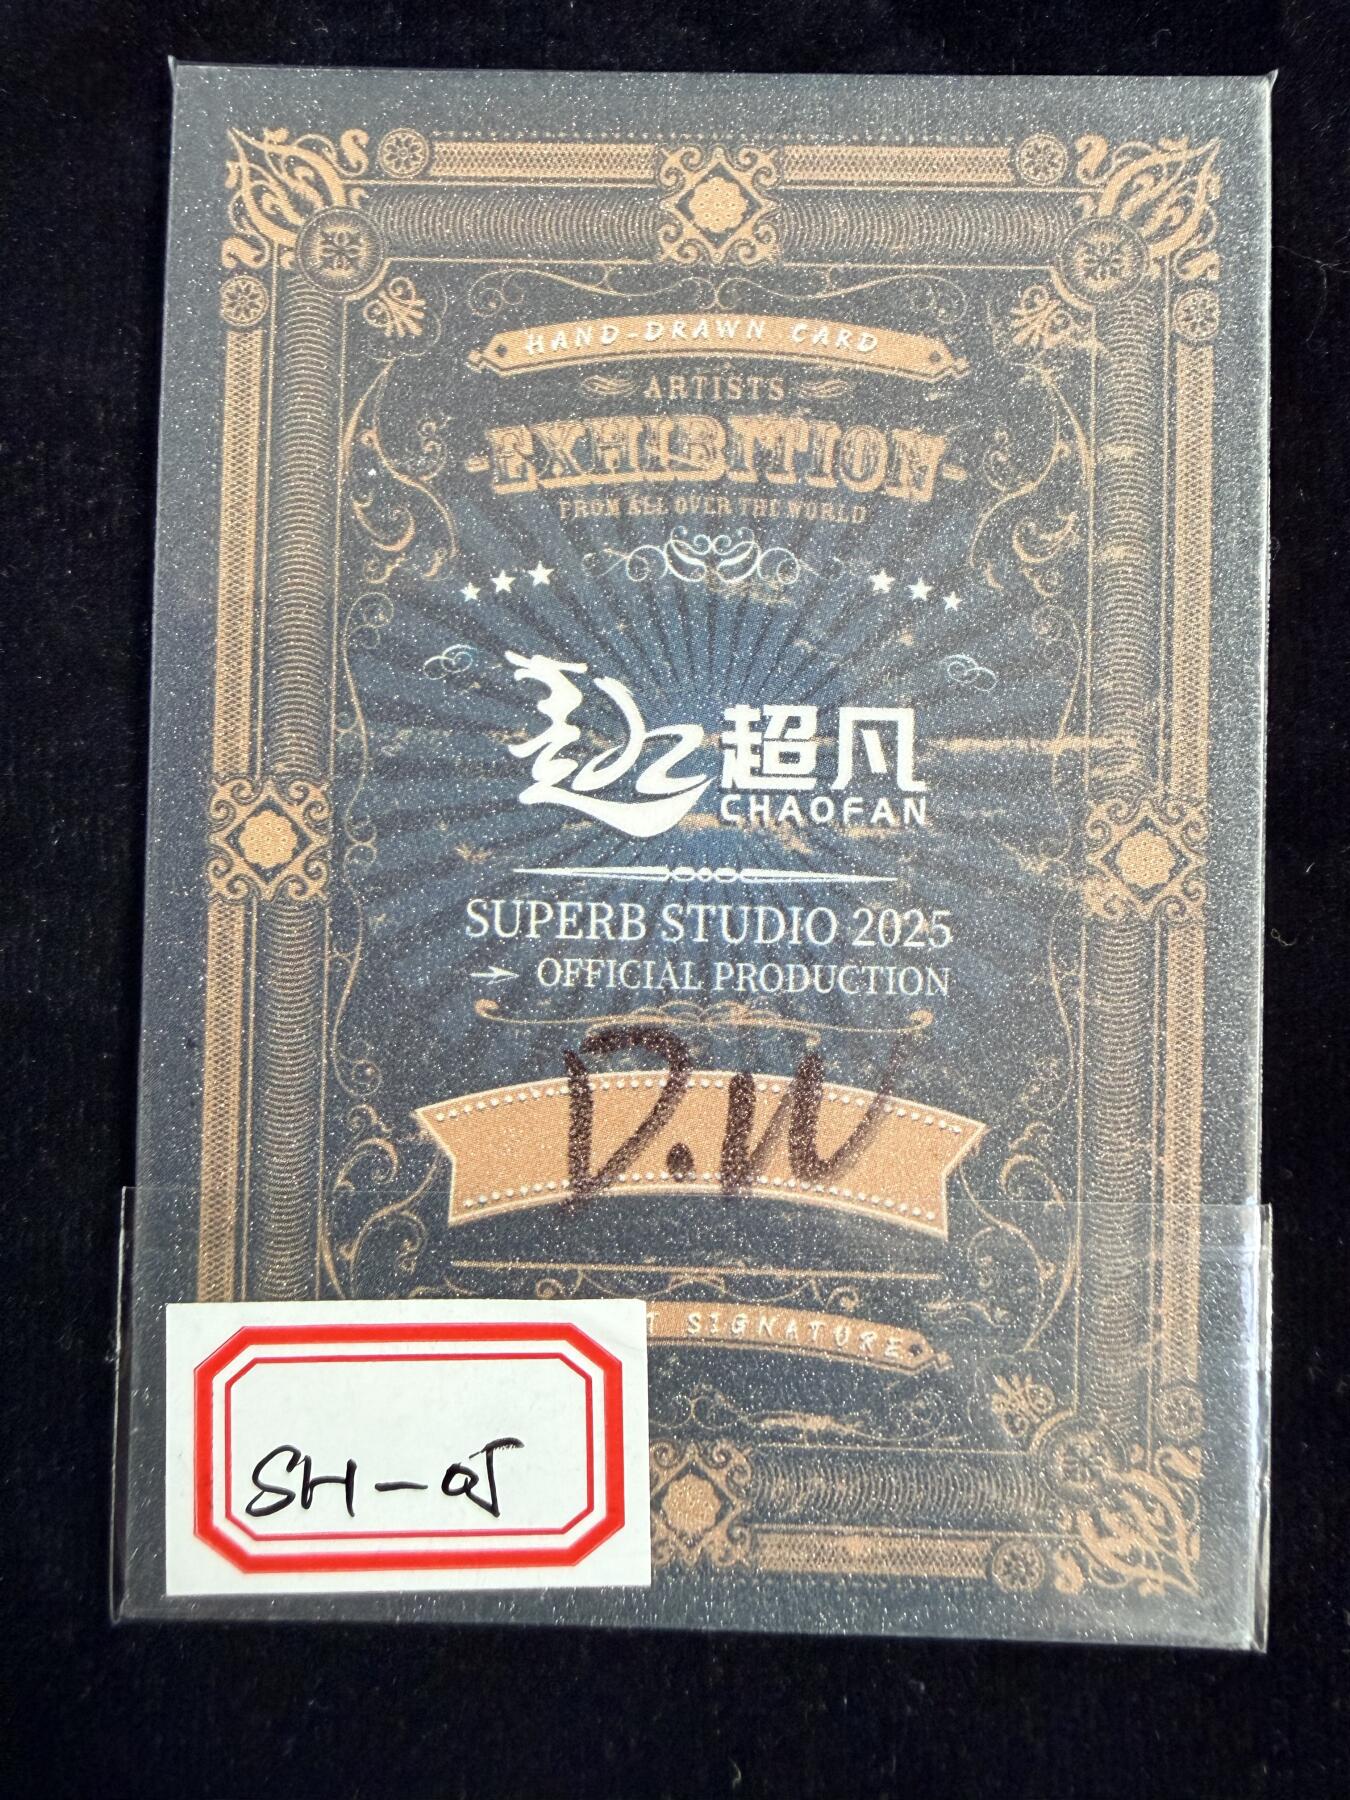 HAND-DRAWN CARD
ARTISTS
-EXHIBITION-
FROM ALL OVER THE WORLD
超凡
CHAOFAN
SUPERB STUDIO 2025
→ OFFICIAL PRODUCTION
D.W
T SIGNATURE
SH-05